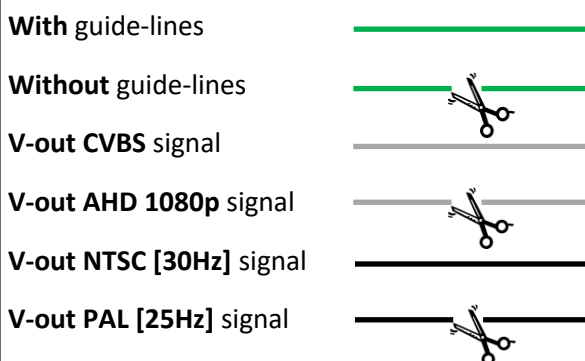 With guide-lines
Without guide-lines
V-out CVBS signal
V-out AHD 1080p signal
V-out NTSC [30Hz] signal
V-out PAL [25Hz] signal